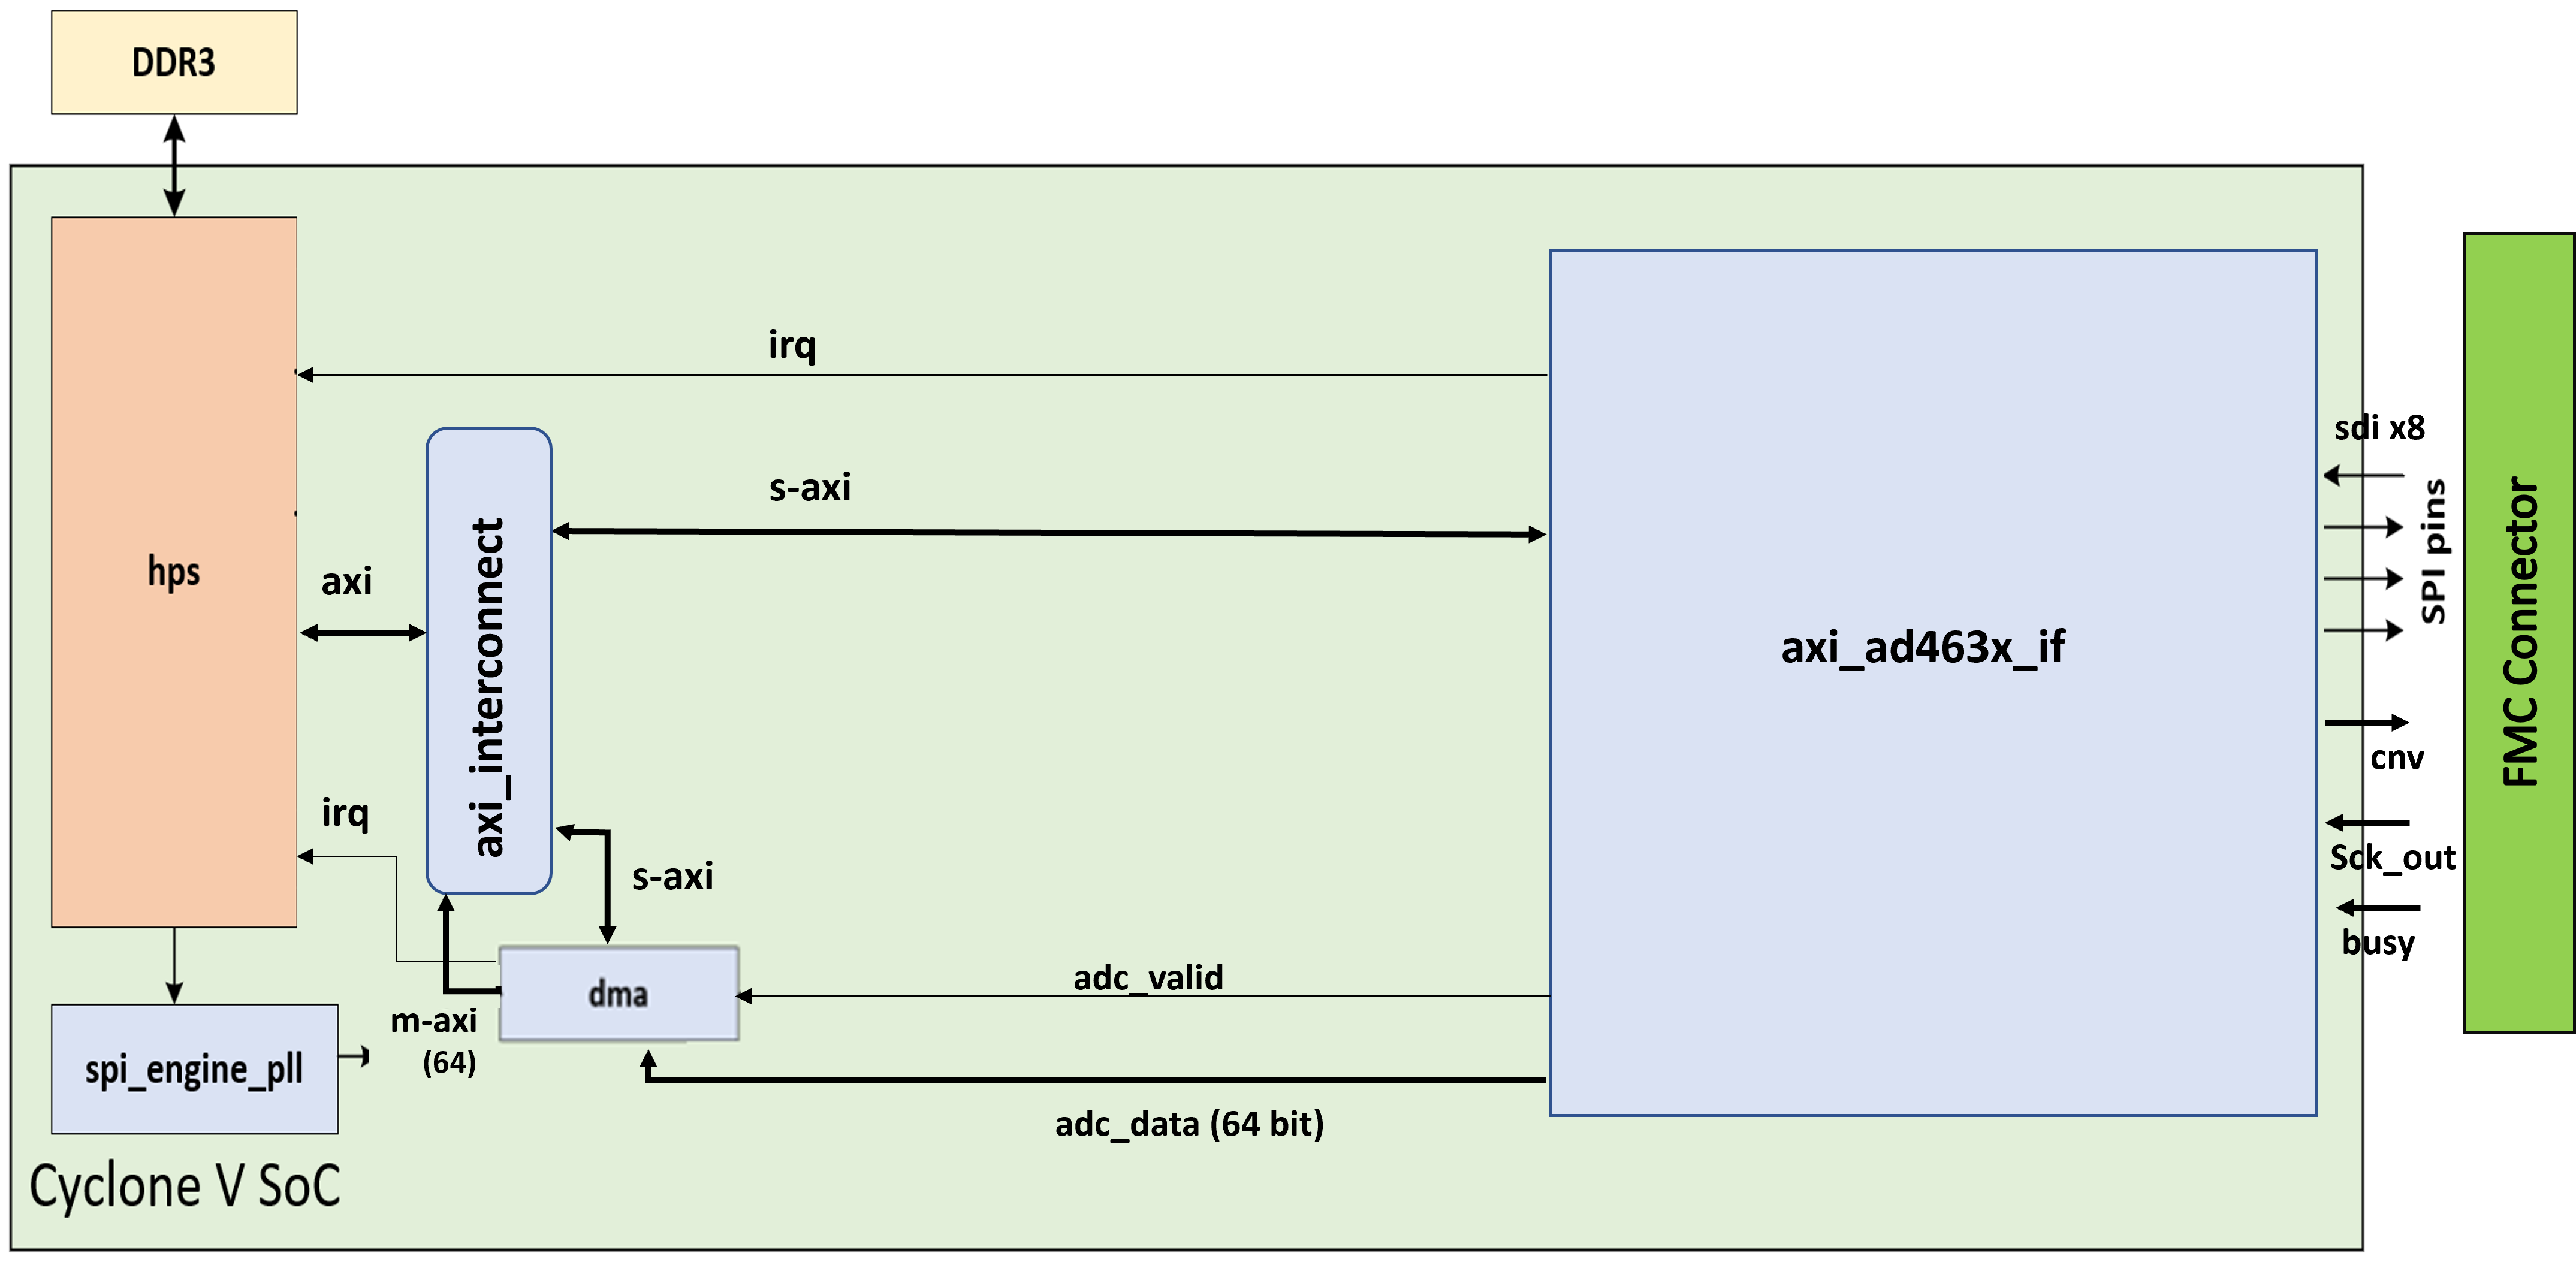 DDR3
irq
sdi x8
s-axi
SPI pins
hps
axi
axi_interconnect
axi_ad463x_if
FMC Connector
cnv
irq
Sck_out
s-axi
busy
adc_valid
dma
m-axi
(64)
spi_engine_pll
adc_data (64 bit)
Cyclone V SoC